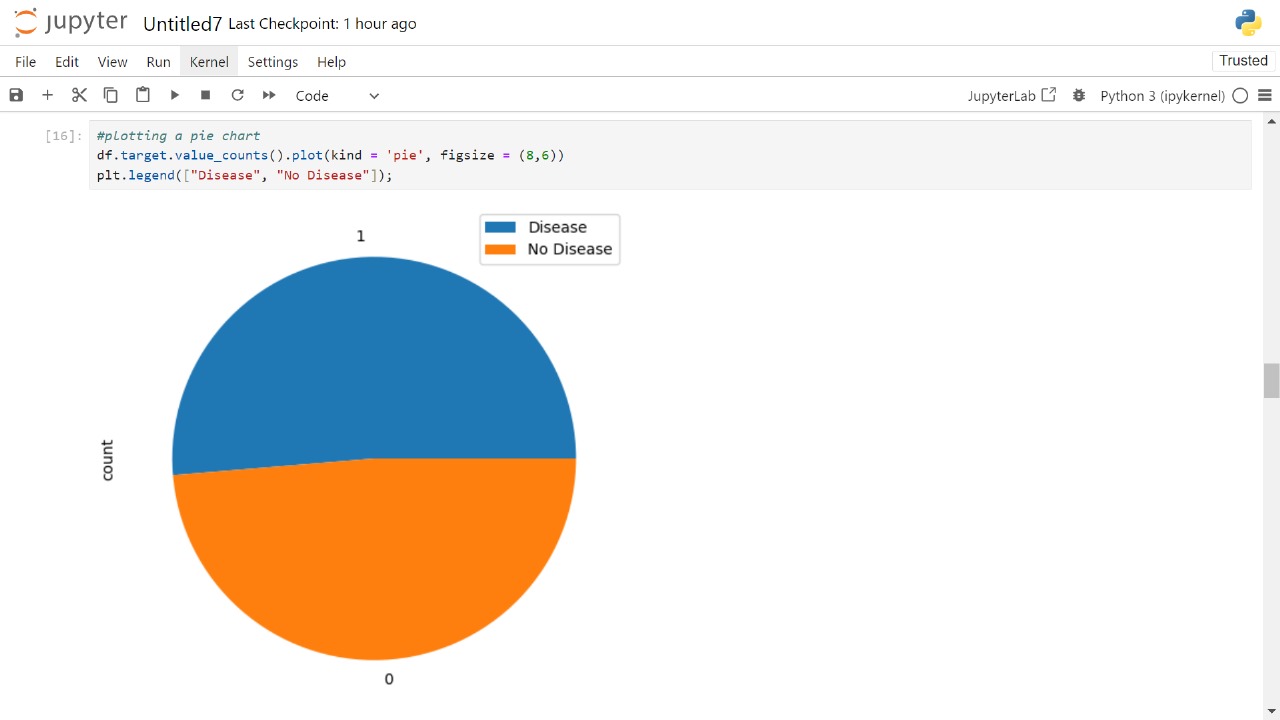 jupyter Untitled7 Last Checkpoint: 1 hour ago
File Edit View Run Kernel Settings Help Trusted
Code JupyterLab Python 3 (ipykernel)
[16]: #plotting a pie chart
df.target.value_counts().plot(kind = 'pie', figsize = (8,6))
plt.legend(["Disease", "No Disease"]);
Disease
1
No Disease
count
0